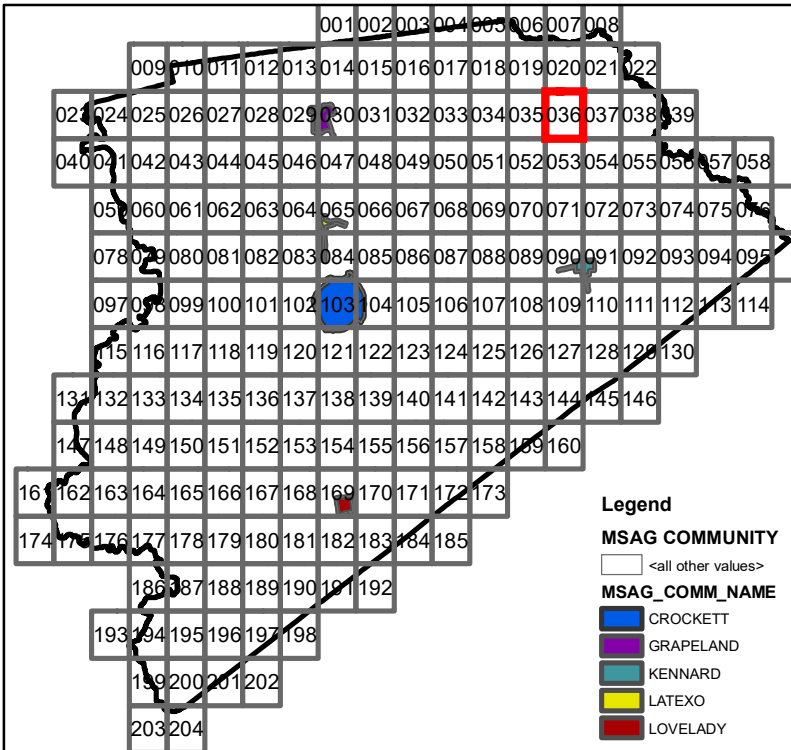 001 002 003 004 005 006 007 008
009 010 011 012 013 014 015 016 017 018 019 020 021 022
023 024 025 026 027 028 029 030 031 032 033 034 035 036 037 038 039
040 041 042 043 044 045 046 047 048 049 050 051 052 053 054 055 056 057 058
059 060 061 062 063 064 065 066 067 068 069 070 071 072 073 074 075 076
078 079 080 081 082 083 084 085 086 087 088 089 090 091 092 093 094 095
097 098 099 100 101 102 103 104 105 106 107 108 109 110 111 112 113 114
115 116 117 118 119 120 121 122 123 124 125 126 127 128 129 130
131 132 133 134 135 136 137 138 139 140 141 142 143 144 145 146
147 148 149 150 151 152 153 154 155 156 157 158 159 160
161 162 163 164 165 166 167 168 169 170 171 172 173
174 175 176 177 178 179 180 181 182 183 184 185
186 187 188 189 190 191 192
193 194 195 196 197 198
199 200 201 202
203 204
Legend
MSAG COMMUNITY
<all other values>
MSAG_COMM_NAME
CROCKETT
GRAPELAND
KENNARD
LATEXO
LOVELADY